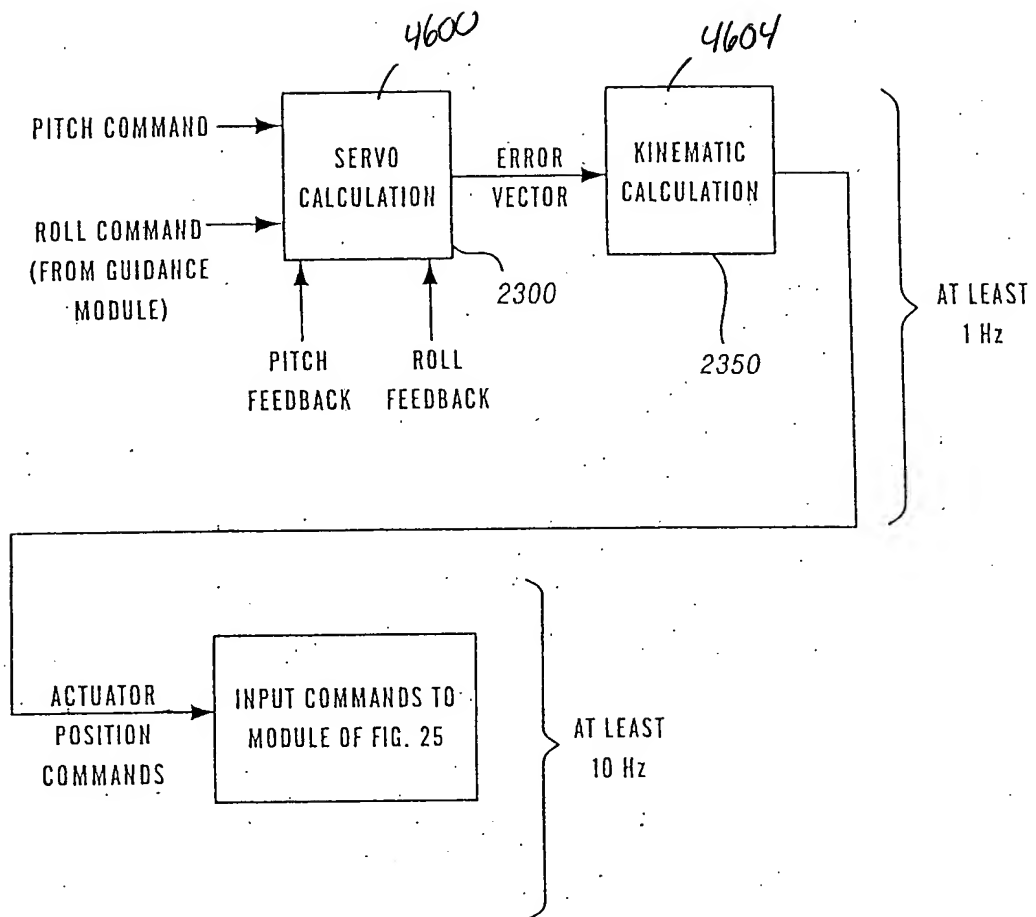 4600
4604
PITCH COMMAND
SERVO
CALCULATION
ERROR
VECTOR
KINEMATIC
CALCULATION
ROLL COMMAND
(FROM GUIDANCE
MODULE)
2300
2350
PITCH
FEEDBACK
ROLL
FEEDBACK
AT LEAST
1 Hz
ACTUATOR
POSITION
COMMANDS
INPUT COMMANDS TO
MODULE OF FIG. 25
AT LEAST
10 Hz